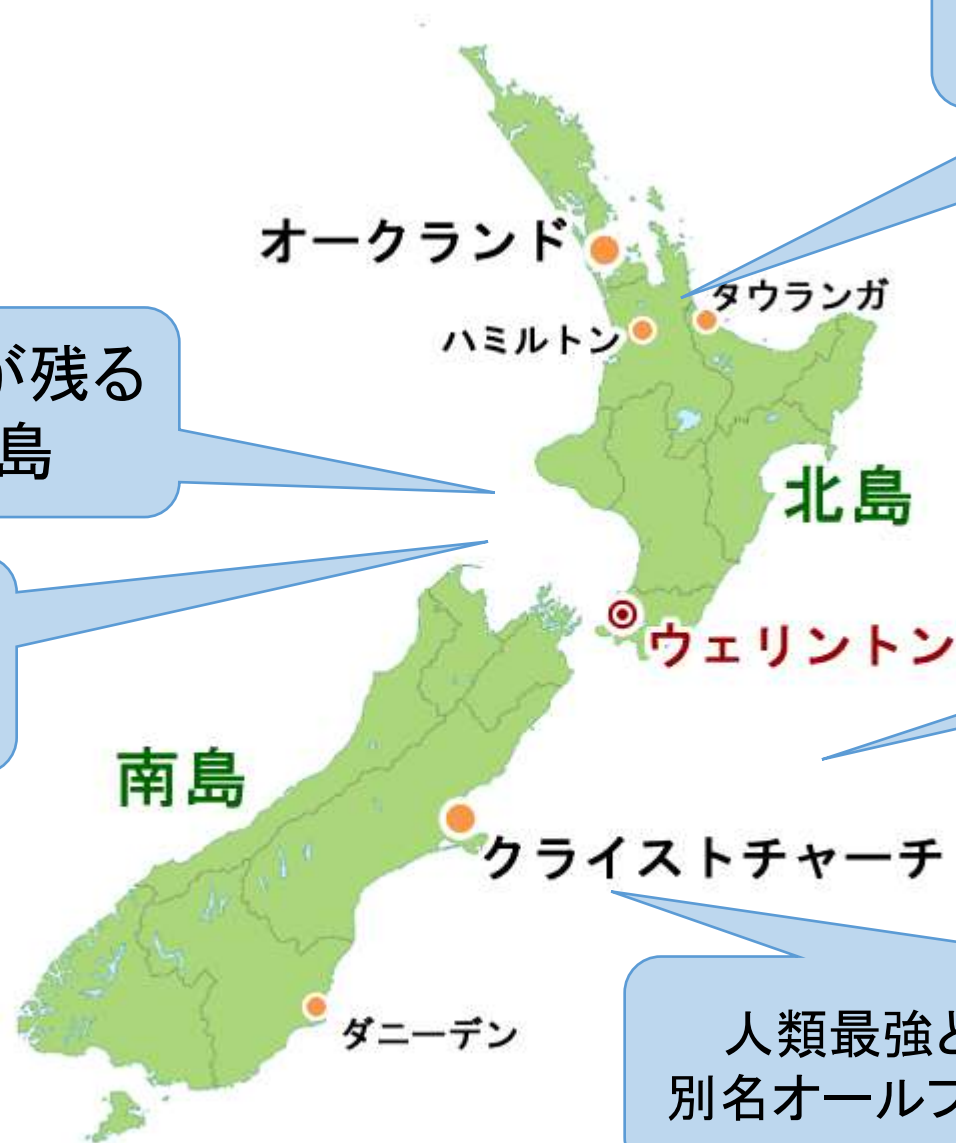 オークランド
タウランガ
ハミルトン
が残る
島
北島
ウェリントン
南島
クライストチャーチ
人類最強と
別名オールブ
ダニーデン